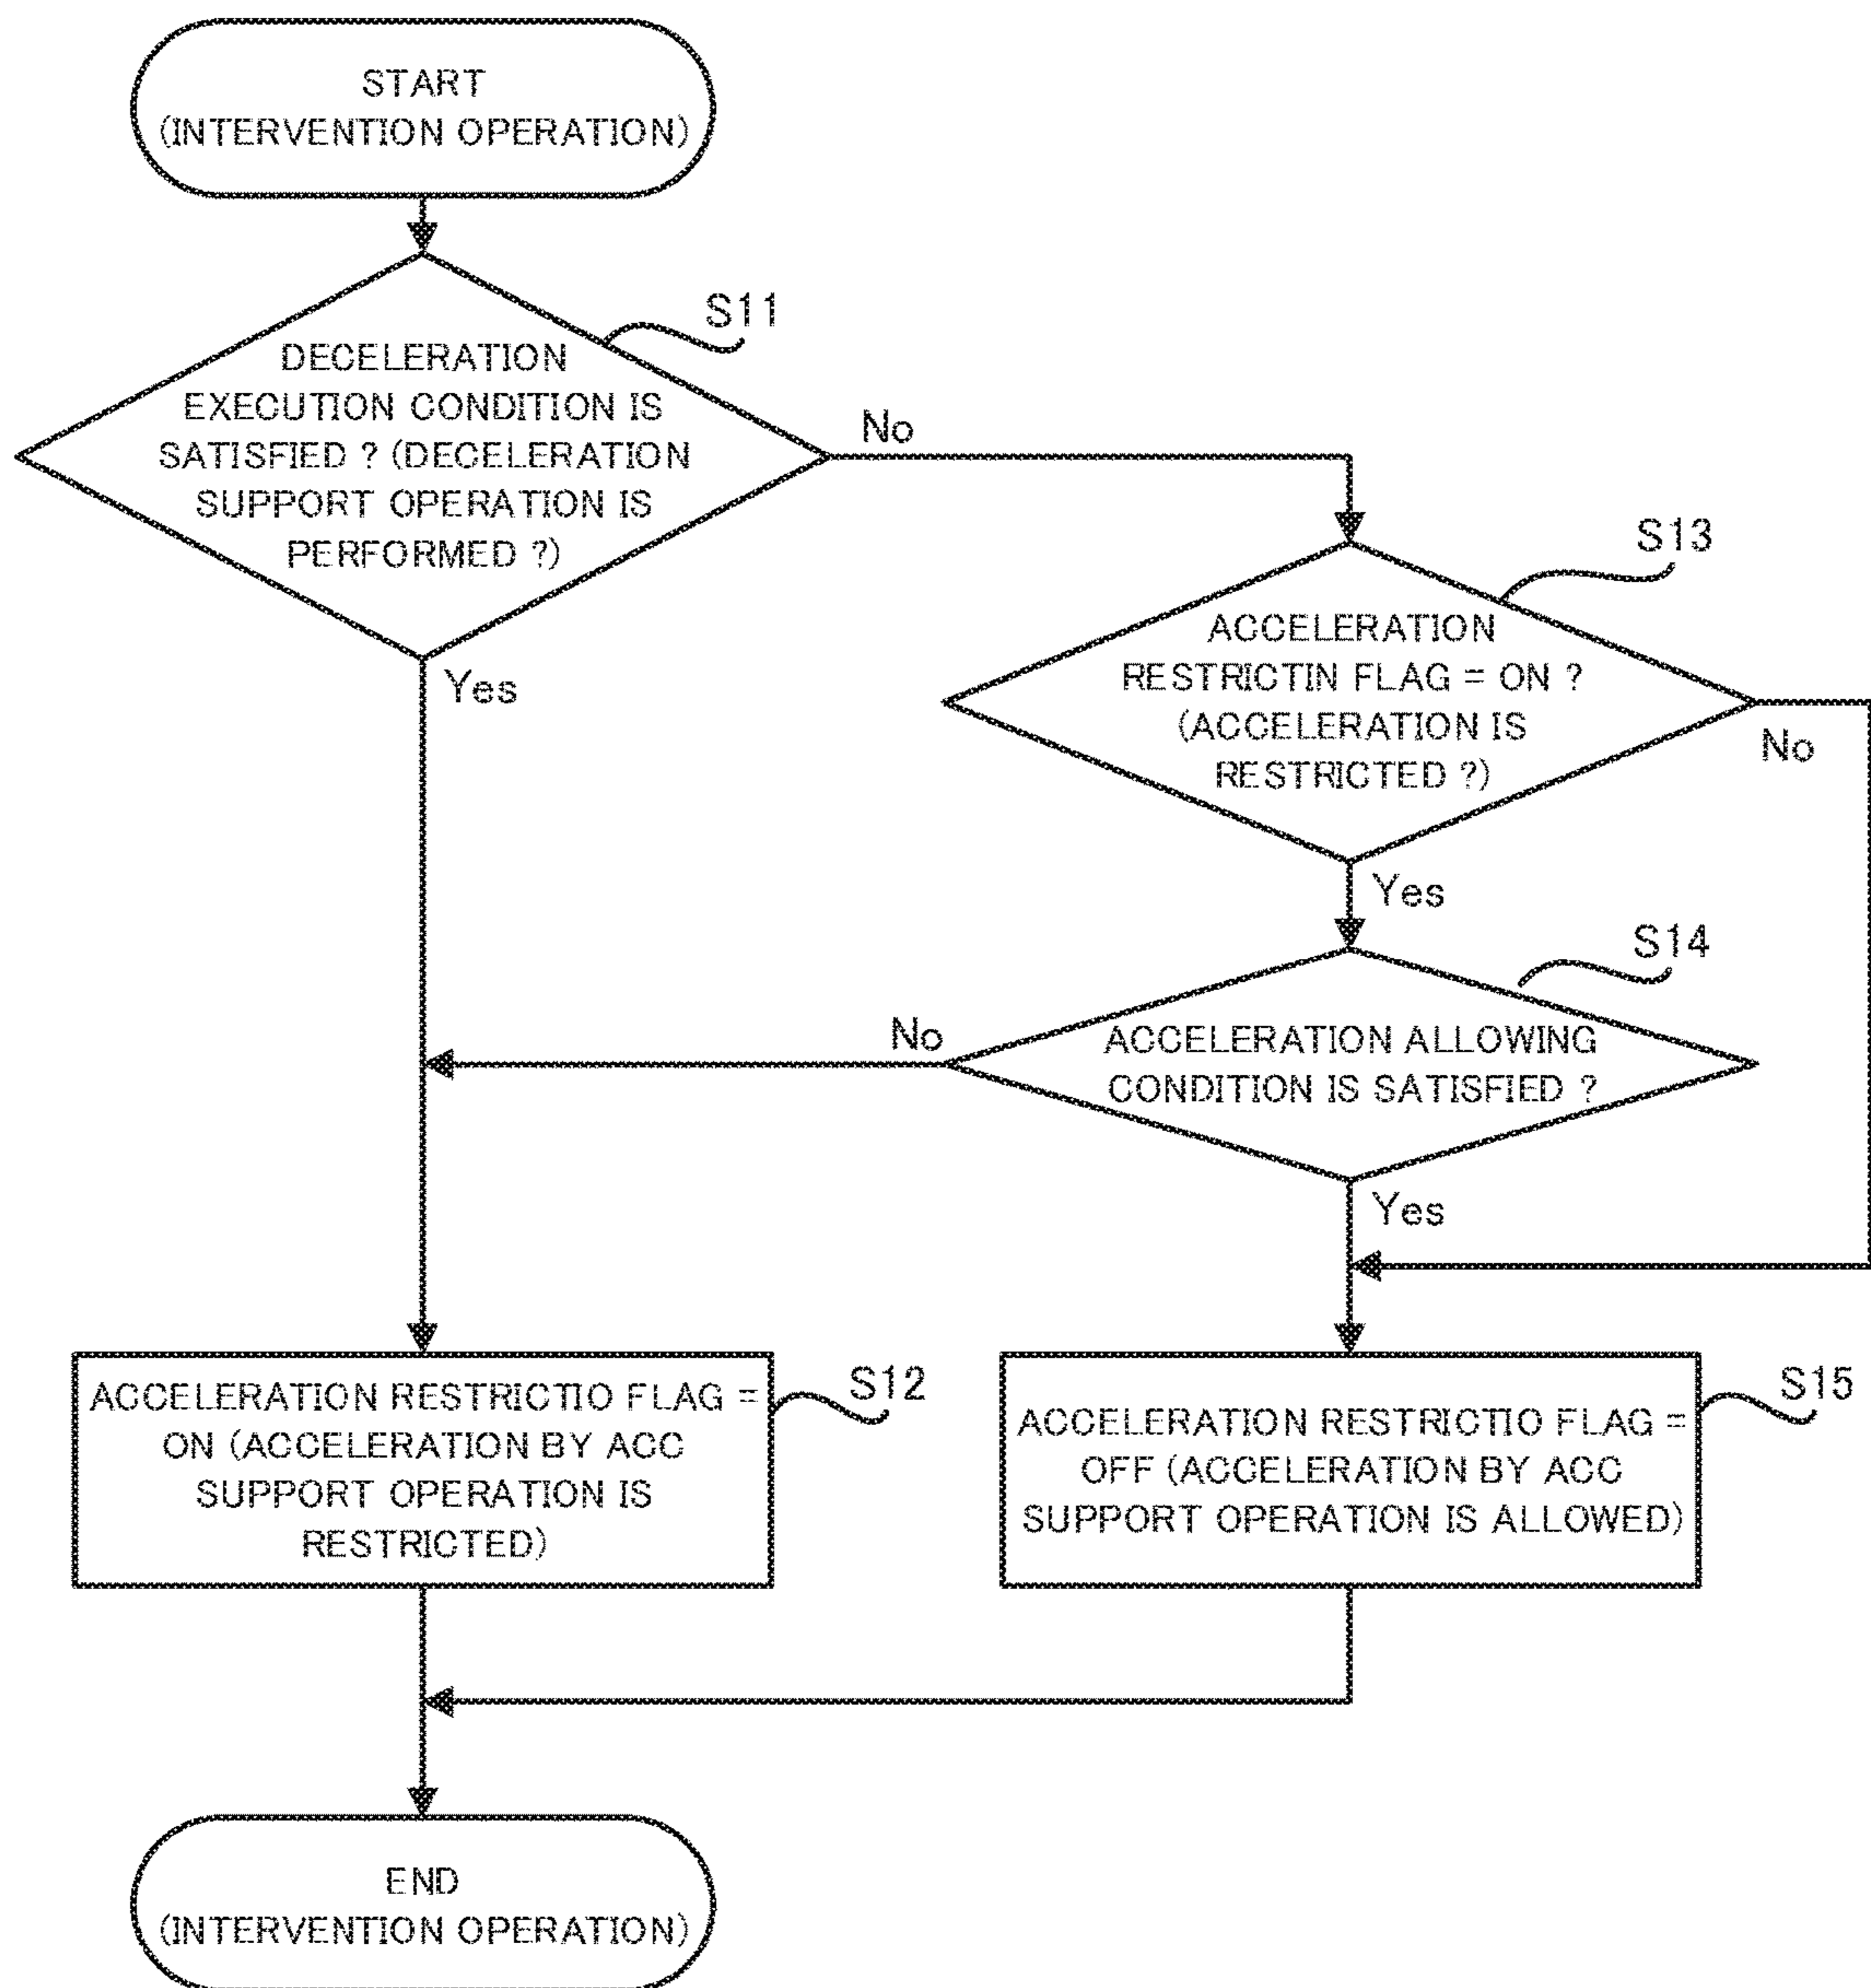 START
(INTERVENTION OPERATION)
S11
DECELERATION
EXECUTION CONDITION IS
SATISFIED ? (DECELERATION
SUPPORT OPERATION IS
PERFORMED ?)
No
Yes
S13
ACCELERATION
RESTRICTIN FLAG = ON ?
(ACCELERATION IS
RESTRICTED ?)
No
Yes
S14
ACCELERATION ALLOWING
CONDITION IS SATISFIED ?
No
Yes
S12
ACCELERATION RESTRICTIO FLAG =
ON (ACCELERATION BY ACC
SUPPORT OPERATION IS
RESTRICTED)
S15
ACCELERATION RESTRICTIO FLAG =
OFF (ACCELERATION BY ACC
SUPPORT OPERATION IS ALLOWED)
END
(INTERVENTION OPERATION)